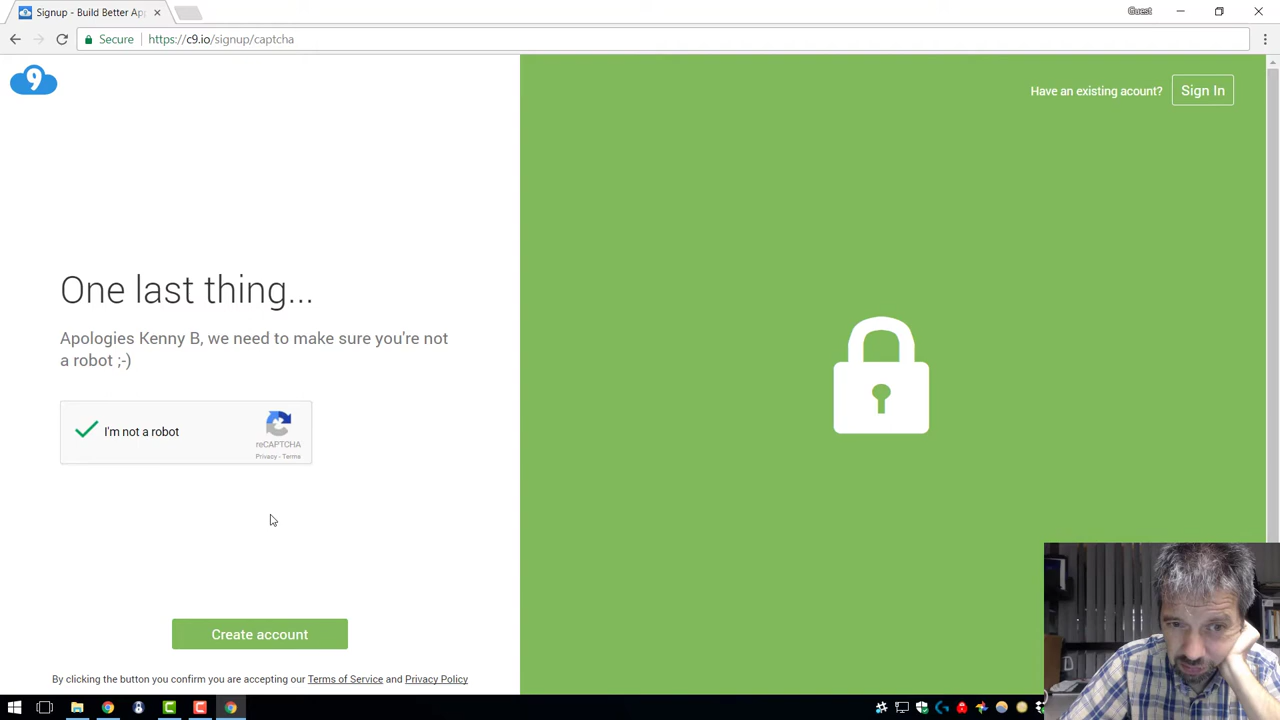 Signup - Build Better Ap
Guest
Secure
https://c9.io/signup/captcha
9
Have an existing acount?
Sign In
One last thing...
Apologies Kenny B, we need to make sure you're not
a robot ;-)
I'm not a robot
reCAPTCHA
Privacy - Terms
Create account
By clicking the button you confirm you are accepting our Terms of Service and Privacy Policy